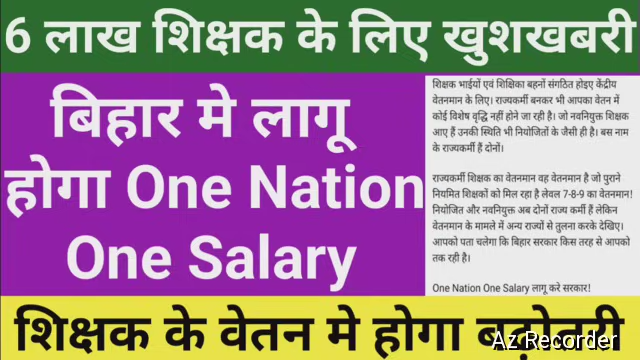 6 लाख शिक्षक के लिए खुशखबरी
बिहार मे लागू
होगा One Nation
One Salary
शिक्षक भाईयों एवं शिक्षिका बहनों संगठित होइए केंद्रीय
वेतनमान के लिए। राज्यकर्मी बनकर भी आपका वेतन में
कोई विशेष वृद्धि नहीं होने जा रही है। जो नवनियुक्त शिक्षक
आए हैं उनकी स्थिति भी नियोजितों के जैसी ही है। बस नाम
के राज्यकर्मी हैं दोनों।
राज्यकर्मी शिक्षक का वेतनमान वह वेतनमान है जो पुराने
नियमित शिक्षकों को मिल रहा है लेवल 7-8-9 का वेतनमान!
नियोजित और नवनियुक्त अब दोनों राज्य कर्मी हैं लेकिन
वेतनमान के मामले में अन्य राज्यों से तुलना करके देखिए।
आपको पता चलेगा कि बिहार सरकार किस तरह से आपको
तक रही है।
One Nation One Salary लागू करे सरकार!
शिक्षक के वेतन मे होगा बढ़ोतरी
Az Recorder